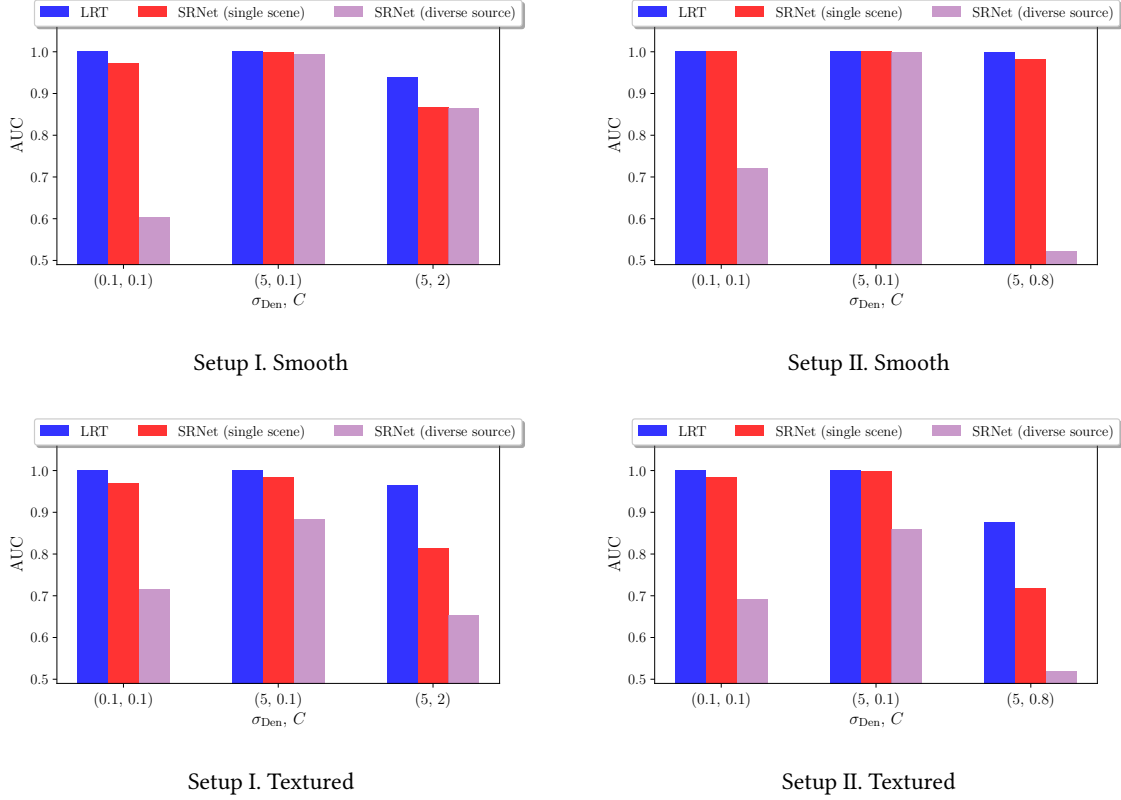 LRT SRNet (single scene) SRNet (diverse source)
1.0
0.9
0.8
0.7
0.6
0.5
AUC
(0.1, 0.1) (5, 0.1) (5, 2)
σDen, C
Setup I. Smooth
LRT SRNet (single scene) SRNet (diverse source)
1.0
0.9
0.8
0.7
0.6
0.5
AUC
(0.1, 0.1) (5, 0.1) (5, 0.8)
σDen, C
Setup II. Smooth
LRT SRNet (single scene) SRNet (diverse source)
1.0
0.9
0.8
0.7
0.6
0.5
AUC
(0.1, 0.1) (5, 0.1) (5, 2)
σDen, C
Setup I. Textured
LRT SRNet (single scene) SRNet (diverse source)
1.0
0.9
0.8
0.7
0.6
0.5
AUC
(0.1, 0.1) (5, 0.1) (5, 0.8)
σDen, C
Setup II. Textured